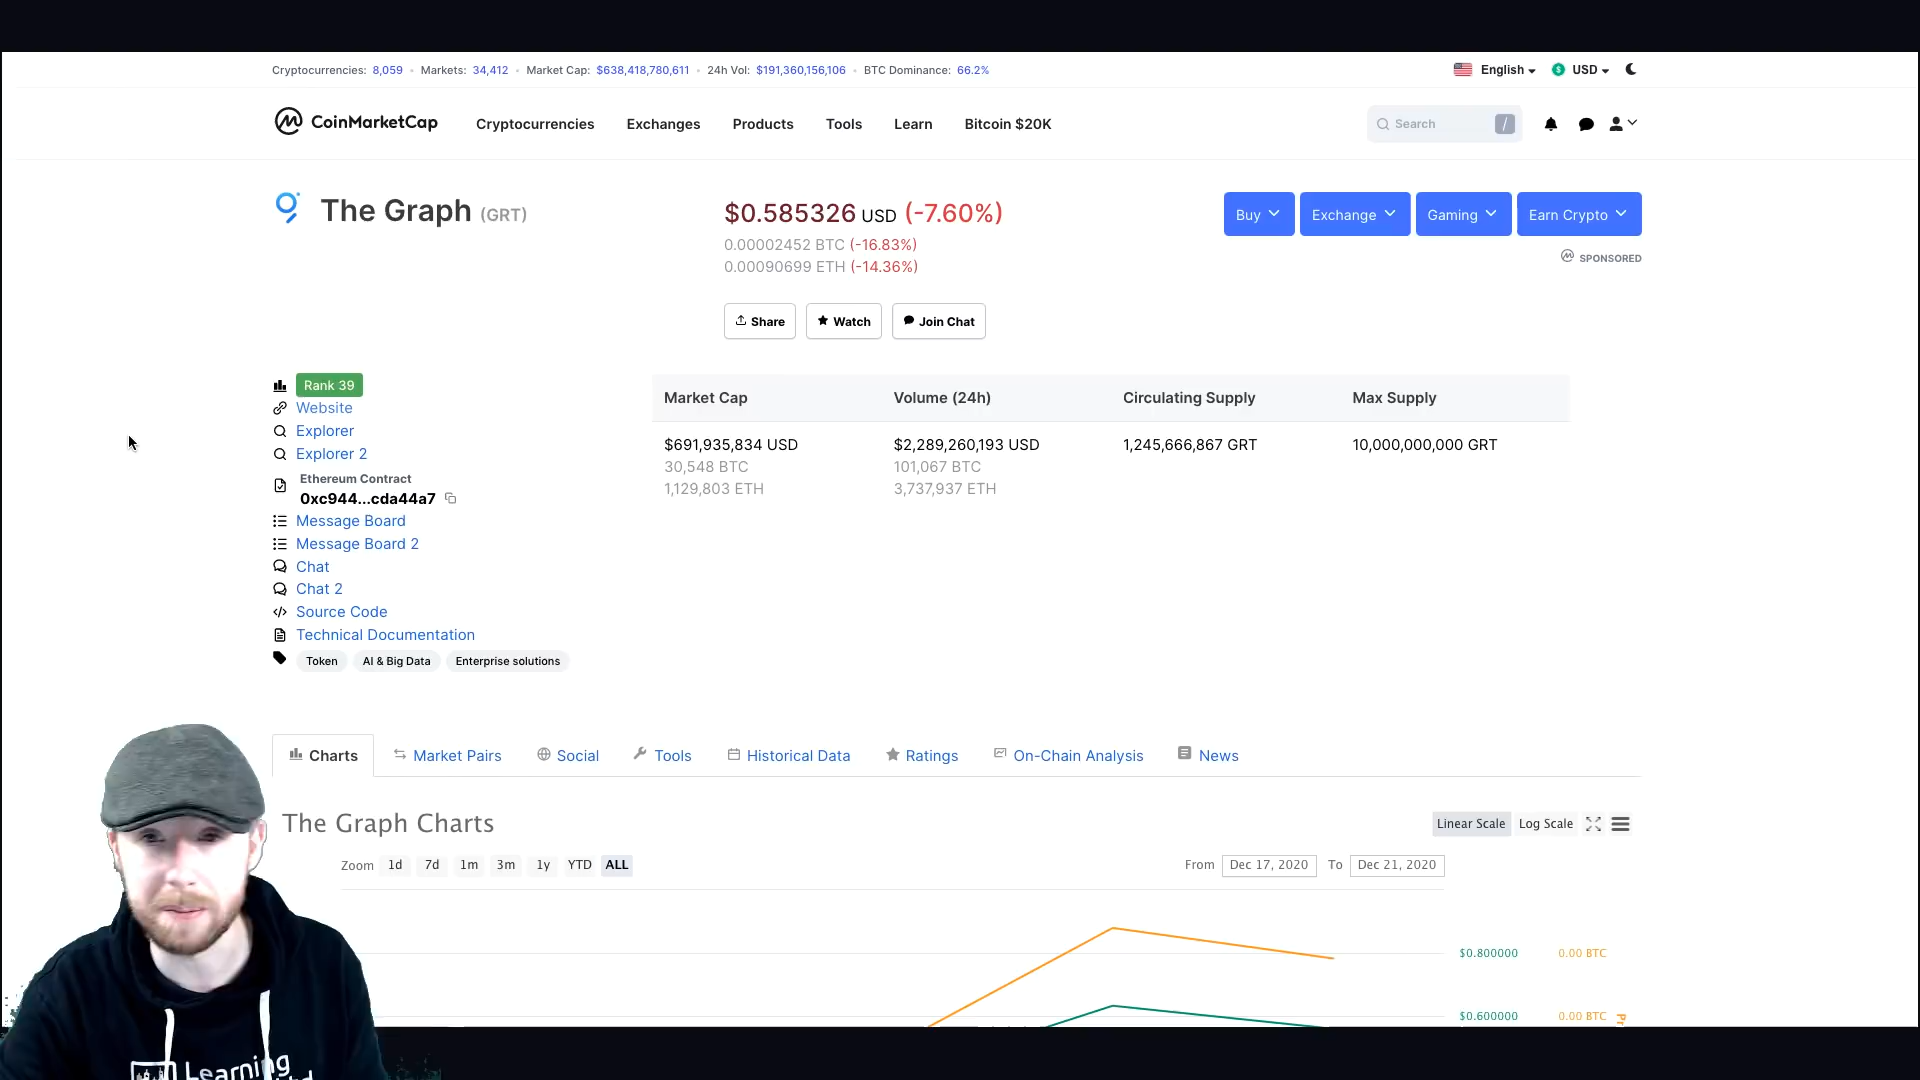 Cryptocurrencies: 8,059 • Markets: 34,412 • Market Cap: $638,418,780,611 • 24h Vol: $191,360,156,106 • BTC Dominance: 66.2%
English
USD
CoinMarketCap
Cryptocurrencies
Exchanges
Products
Tools
Learn
Bitcoin $20K
Search /
The Graph (GRT)
$0.585326 USD (-7.60%)
0.00002452 BTC (-16.83%)
0.00090699 ETH (-14.36%)
Buy
Exchange
Gaming
Earn Crypto
SPONSORED
Share
Watch
Join Chat
Rank 39
Website
Explorer
Explorer 2
Ethereum Contract
0xc944...cda44a7
Message Board
Message Board 2
Chat
Chat 2
Source Code
Technical Documentation
Token
AI & Big Data
Enterprise solutions
Market Cap
Volume (24h)
Circulating Supply
Max Supply
$691,935,834 USD
$2,289,260,193 USD
1,245,666,867 GRT
10,000,000,000 GRT
30,548 BTC
101,067 BTC
1,129,803 ETH
3,737,937 ETH
Charts
Market Pairs
Social
Tools
Historical Data
Ratings
On-Chain Analysis
News
The Graph Charts
Linear Scale
Log Scale
Zoom 1d 7d 1m 3m 1y YTD ALL
From Dec 17, 2020 To Dec 21, 2020
$0.800000
0.00 BTC
$0.600000
0.00 BTC
Learning